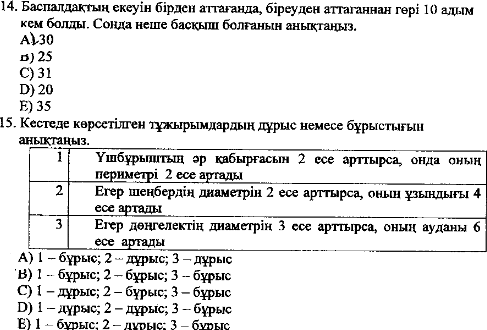 14. Баспалдақтың екеуін бірден аттағанда, біреуден аттаганнан гөрі 10 адым
кем болды. Сонда неше басқыш болғанын анықтаңыз.
A) 30
B) 25
C) 31
D) 20
E) 35
15. Кестеде көрсетілген тұжырымдардың дұрыс немесе бұрыстығын
анықтаңыз.
1 Үшбұрыштың әр қабырғасын 2 есе арттырса, онда оның
периметрі 2 есе артады
2 Егер шеңбердің диаметрін 2 есе арттырса, онын ұзындығы 4
есе артады
3 Егер дөңгелектің диаметрін 3 есе арттырса, оның ауданы 6
есе артады
A) 1 – бұрыс; 2 – дұрыс; 3 – дұрыс
B) 1 – бұрыс; 2 – бұрыс; 3 – бұрыс
C) 1 – дұрыс; 2 – бұрыс; 3 – бұрыс
D) 1 – дұрыс; 2 – дұрыс; 3 – бұрыс
E) 1 – бұрыс; 2 – дұрыс; 3 – бұрыс